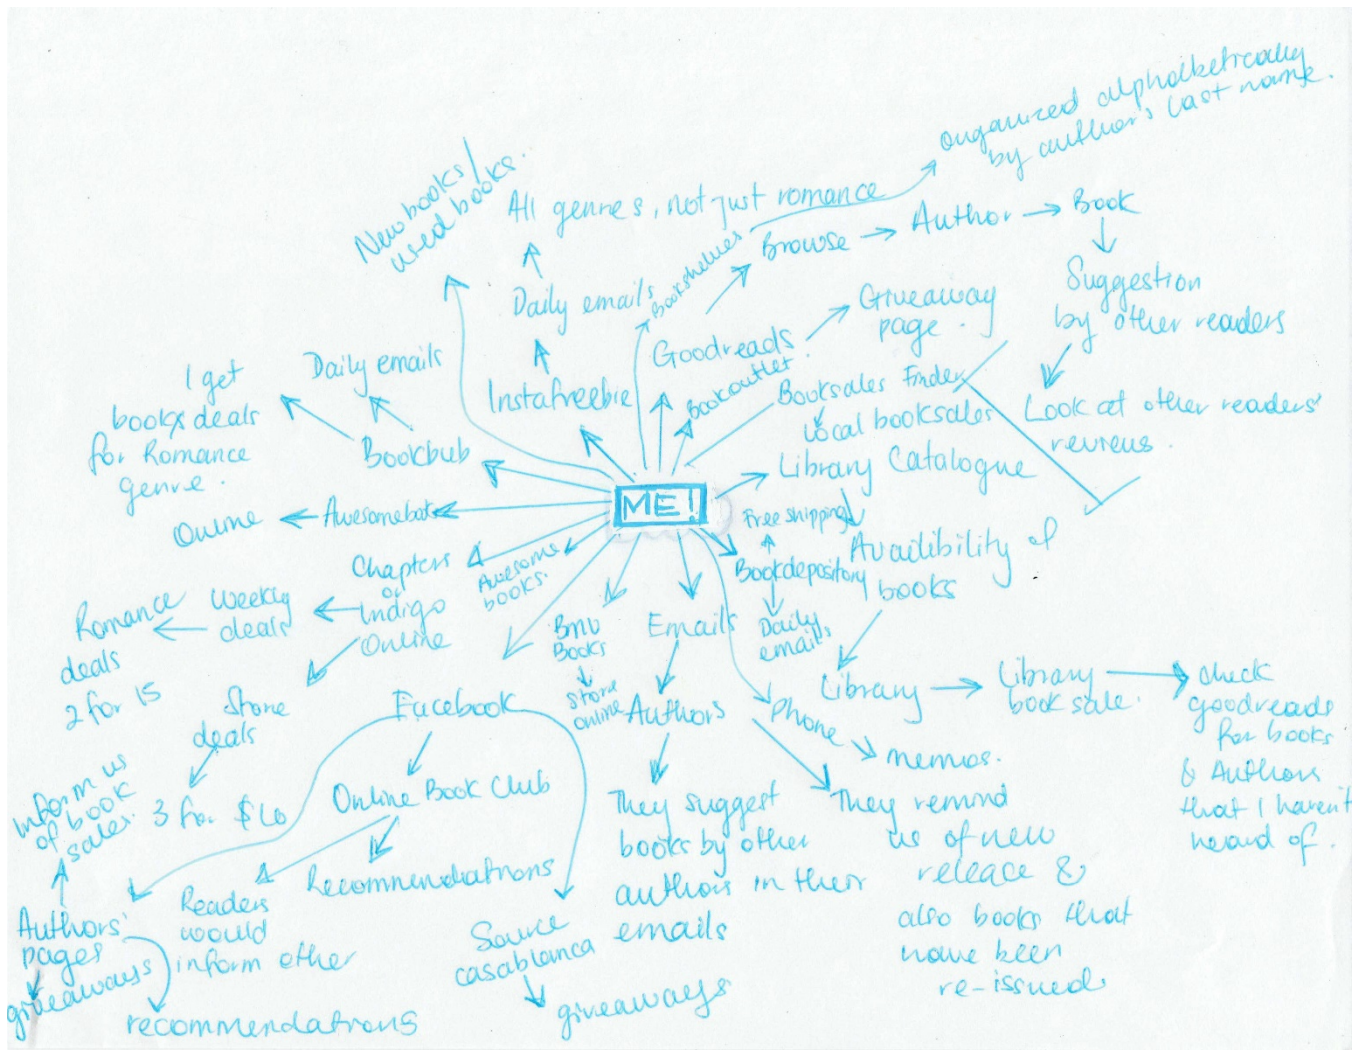 organized alphabetically
by author's last name.
New books/
used books.
All genres, not just romance
Daily emails
Instafreebie
Bookshelves
Browse
Author
Book
Suggestion
by other readers
Look at other readers'
reviews.
Goodreads
Giveaway
page.
Bookoutlet.
Booksales Finder
Local booksales
Library Catalogue
Availibility of
books
Library
Library
book sale.
check
goodreads
for books
& Authors
that I haven't
heard of.
Daily emails
I get
books deals
for Romance
genre.
Bookbub
Online
Awesomebooks
ME!
Free shipping
Bookdepository
Daily
emails
Chapters
or
Indigo
Online
Weekly
deals
Romance
deals
2 for 15
Store
deals
3 for $10
Awesome
books.
BMV
Books
Store
online
Emails
Authors
They suggest
books by other
authors in their
emails
They remind
us of new
release &
also books that
have been
re-issued.
Phone
memos.
Facebook
Online Book Club
Recommendations
Readers
would
inform other
Source
casablanca
giveaways
Inform us
of book
sales.
Authors'
pages
giveaways
recommendations